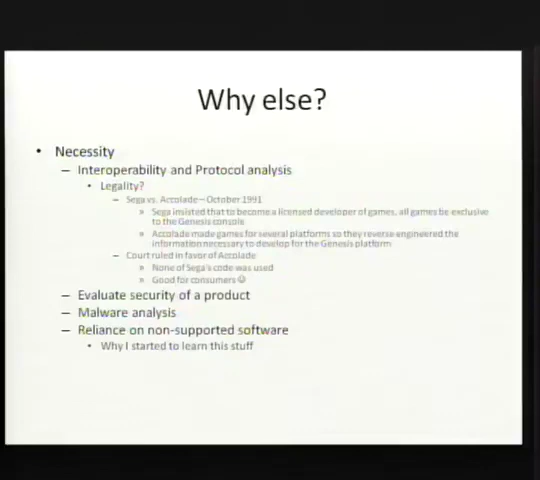 Why else?
• Necessity
– Interoperability and Protocol analysis
• Legality?
– Sega vs. Accolade – October 1991
» Sega insisted that to become a licensed developer of games, all games be exclusive
to the Genesis console
» Accolade made games for several platforms so they reverse engineered the
information necessary to develop for the Genesis platform
– Court ruled in favor of Accolade
» None of Sega's code was used
» Good for consumers ☺
– Evaluate security of a product
– Malware analysis
– Reliance on non-supported software
• Why I started to learn this stuff